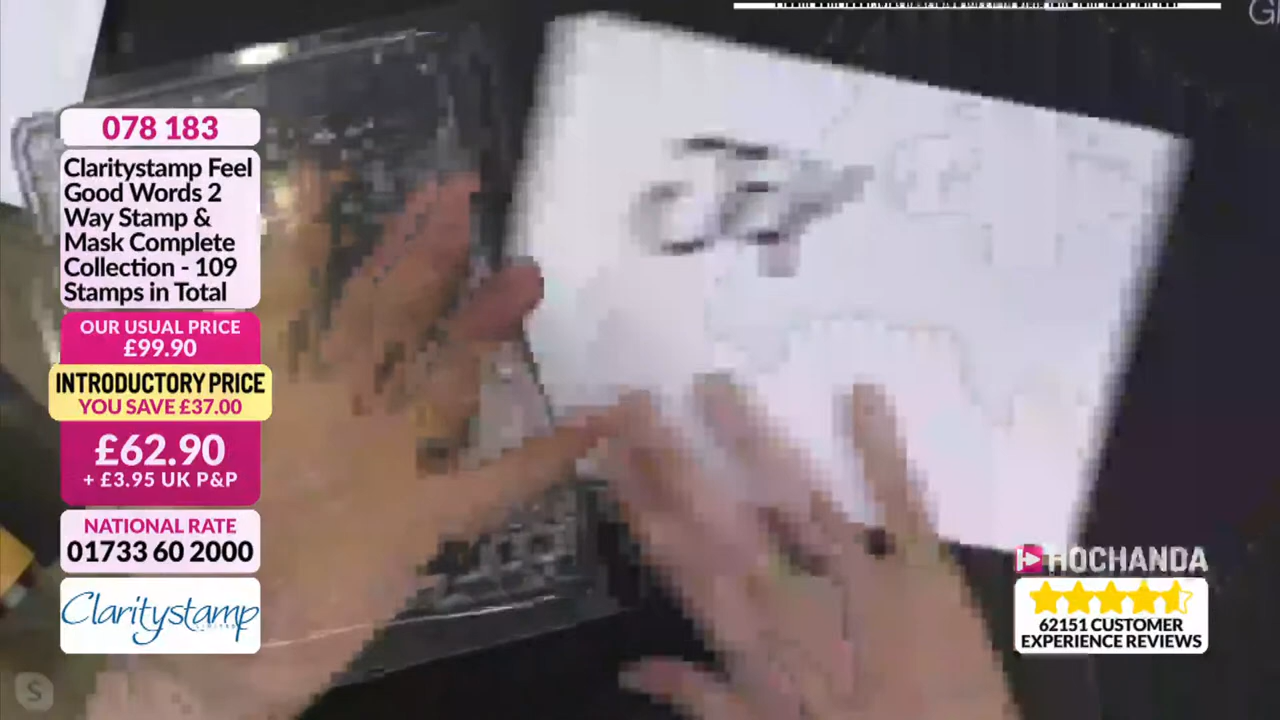 078 183
Claritystamp Feel
Good Words 2
Way Stamp &
Mask Complete
Collection - 109
Stamps in Total
OUR USUAL PRICE
£99.90
INTRODUCTORY PRICE
YOU SAVE £37.00
£62.90
+ £3.95 UK P&P
NATIONAL RATE
01733 60 2000
Claritystamp
LIMITED
HOCHANDA
62151 CUSTOMER
EXPERIENCE REVIEWS
S